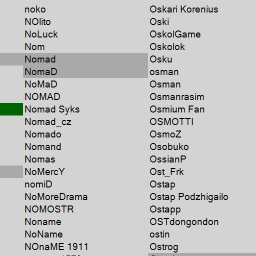 noko
NOlito
NoLuck
Nom
Nomad
NomaD
NoMaD
NOMAD
Nomad Syks
Nomad_cz
Nomado
Nomand
Nomas
NoMercY
nomiD
NoMoreDrama
NOMOSTR
Noname
NoName
NOnaME 1911
Oskari Korenius
Oski
OskolGame
Oskolok
Osku
osman
Osman
Osmanrasim
Osmium Fan
OSMOTTI
OsmoZ
Osobuko
OssianP
Ost_Frk
Ostap
Ostap Podzhigailo
Ostapp
OSTdongondon
ostin
Ostrog